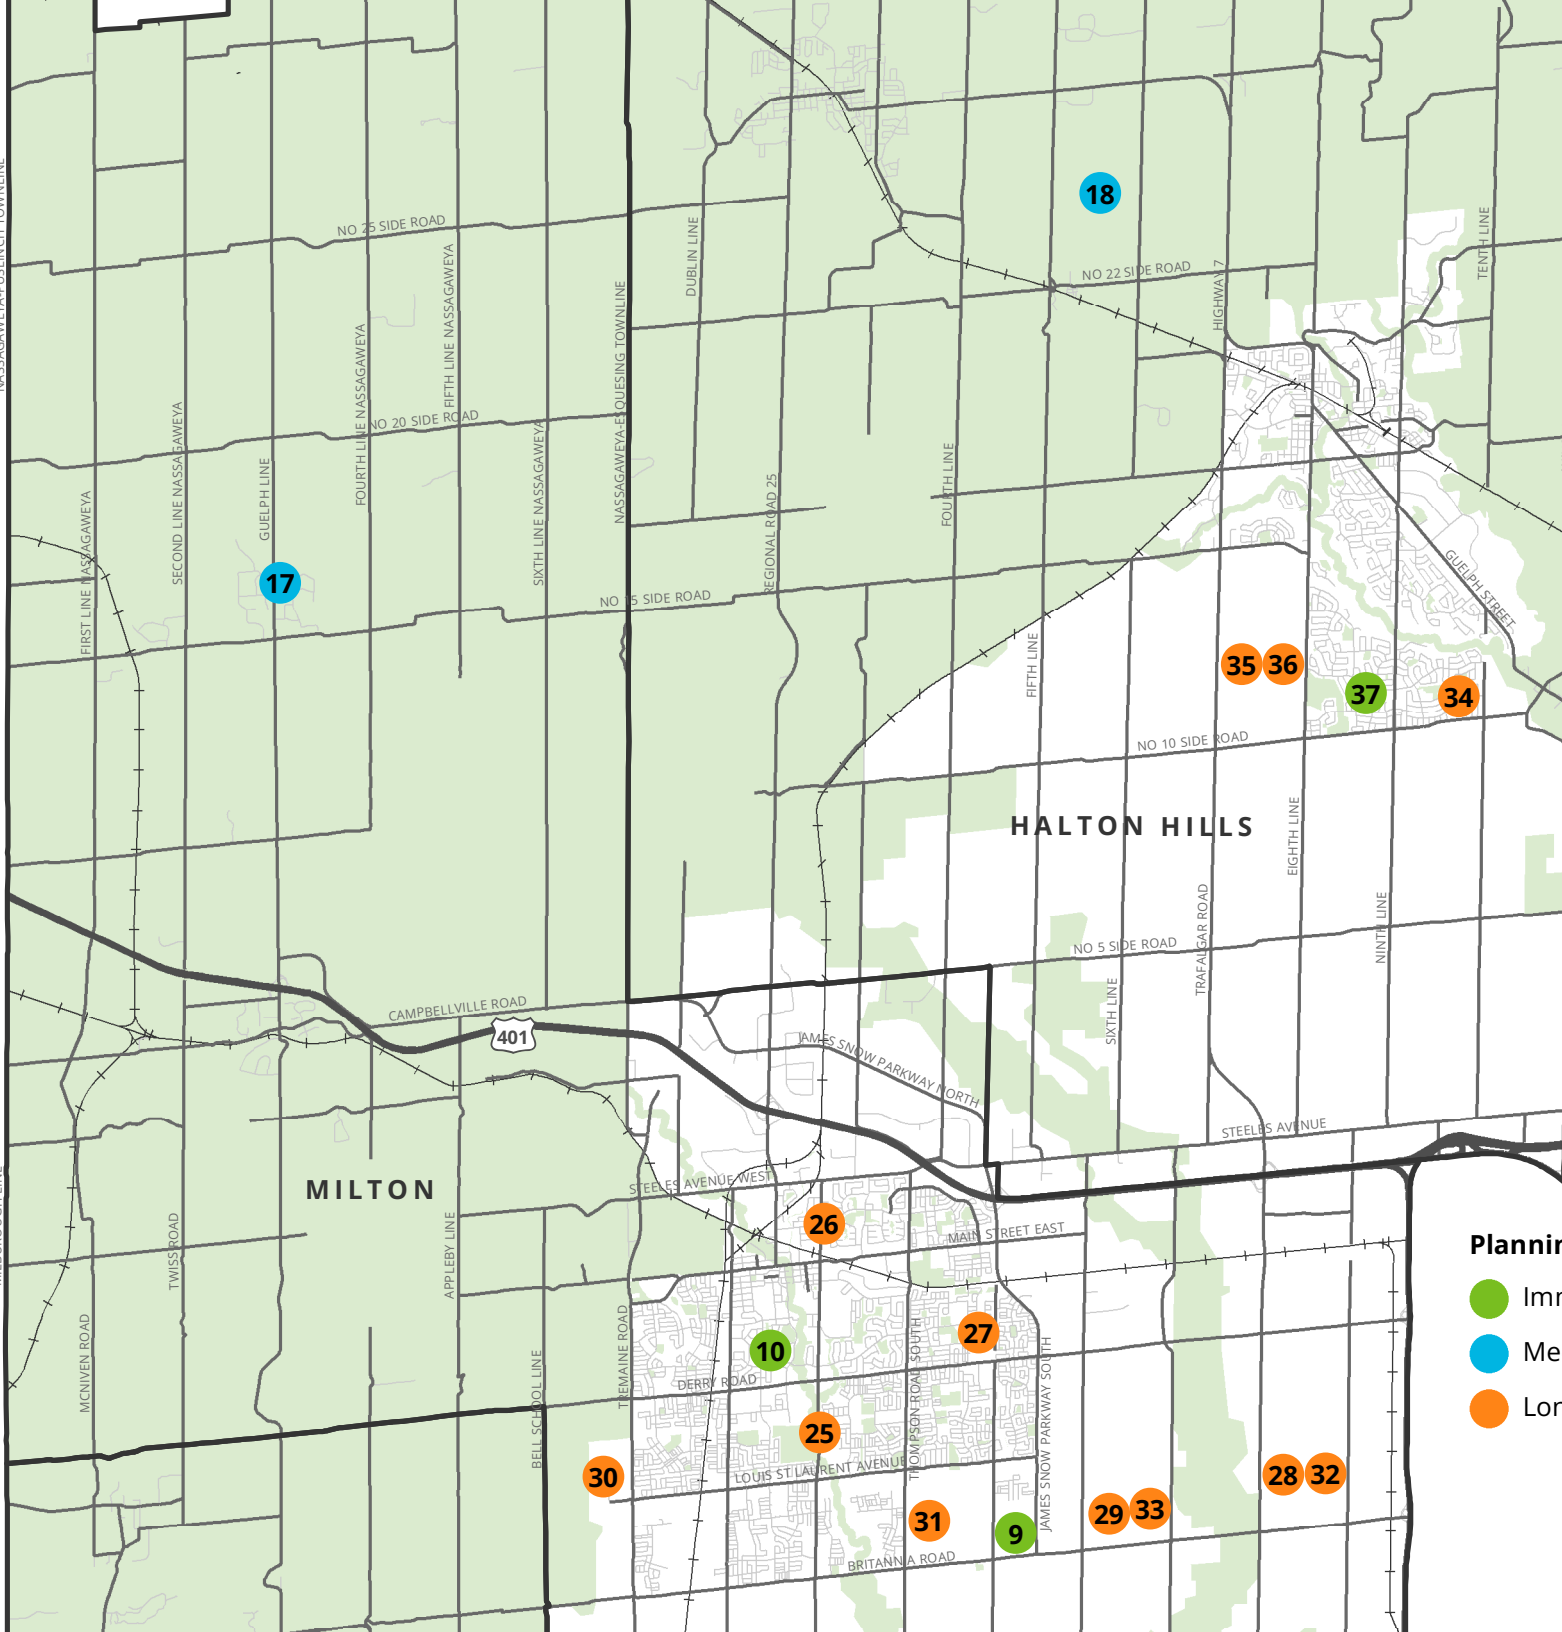 18
NO 25 SIDE ROAD
DUBLIN LINE
TENTH LINE
FIFTH LINE NASSAGAWEYA
NO 22 SIDE ROAD
HIGHWAY 7
NASSAGAWEYA-ESQUESING TOWNLINE
FOURTH LINE NASSAGAWEYA
NO 20 SIDE ROAD
SECOND LINE NASSAGAWEYA
SIXTH LINE NASSAGAWEYA
GUELPH LINE
FOURTH LINE
REGIONAL ROAD 25
FIRST LINE NASSAGAWEYA
17
NO 15 SIDE ROAD
GUELPH STREET
FIFTH LINE
35
36
37
34
NO 10 SIDE ROAD
HALTON HILLS
EIGHTH LINE
TRAFALGAR ROAD
NINTH LINE
NO 5 SIDE ROAD
SIXTH LINE
CAMPBELLVILLE ROAD
401
JAMES SNOW PARKWAY NORTH
STEELES AVENUE
MILTON
STEELES AVENUE WEST
26
MAIN STREET EAST
TWISS ROAD
APPLEBY LINE
Plannin
Imr
27
10
Me
MCNIVEN ROAD
BELL SCHOOL LINE
TREMAINE ROAD
DERRY ROAD
THOMPSON ROAD SOUTH
JAMES SNOW PARKWAY SOUTH
Lor
25
30
LOUIS ST LAURENT AVENUE
28
32
31
9
29
33
BRITANNIA ROAD